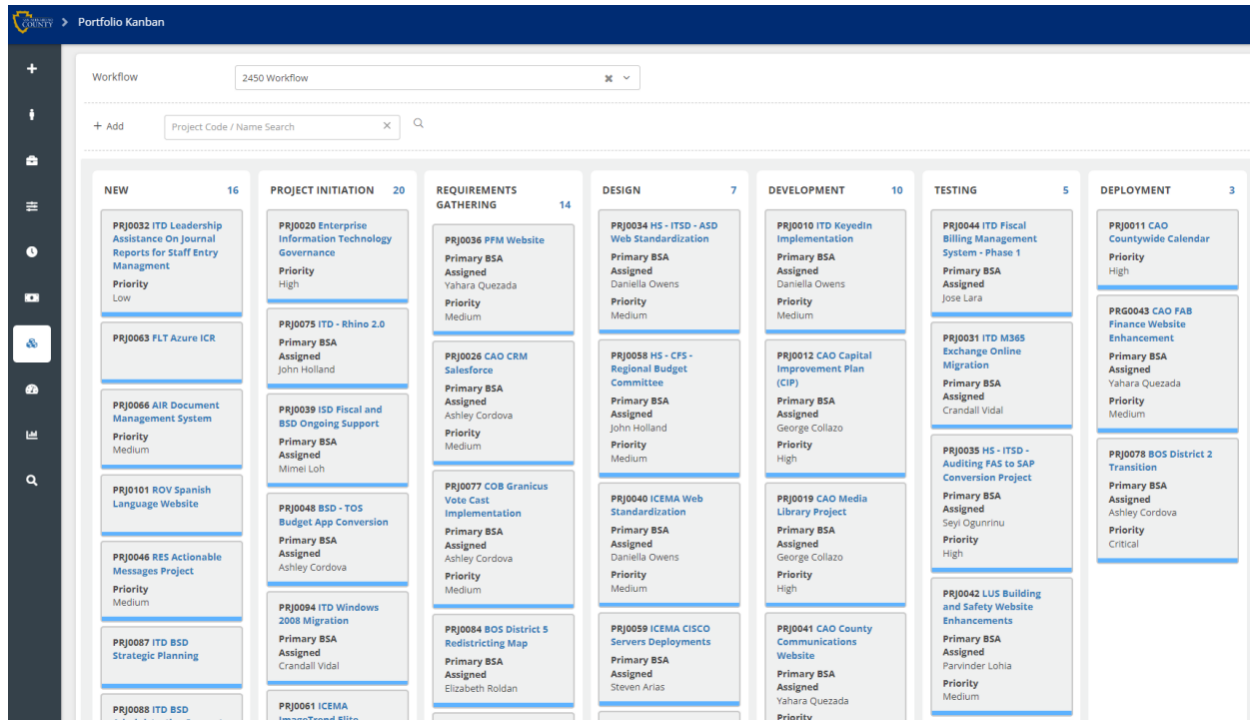 COUNTY
Portfolio Kanban
Workflow
2450 Workflow
+ Add
Project Code / Name Search
NEW 16
PRJ0032 ITD Leadership
Assistance On Journal
Reports for Staff Entry
Managment
Priority
Low
PRJ0063 FLT Azure ICR
PRJ0066 AIR Document
Management System
Priority
Medium
PRJ0101 ROV Spanish
Language Website
PRJ0046 RES Actionable
Messages Project
Priority
Medium
PRJ0087 ITD BSD
Strategic Planning
PRJ0088 ITD BSD
PROJECT INITIATION 20
PRJ0020 Enterprise
Information Technology
Governance
Priority
High
PRJ0075 ITD - Rhino 2.0
Primary BSA
Assigned
John Holland
PRJ0039 ISD Fiscal and
BSD Ongoing Support
Primary BSA
Assigned
Mimei Loh
PRJ0048 BSD - TOS
Budget App Conversion
Primary BSA
Assigned
Ashley Cordova
PRJ0094 ITD Windows
2008 Migration
Primary BSA
Assigned
Crandall Vidal
PRJ0061 ICEMA
ImageTrend Elite
REQUIREMENTS
GATHERING 14
PRJ0036 PFM Website
Primary BSA
Assigned
Yahara Quezada
Priority
Medium
PRJ0026 CAO CRM
Salesforce
Primary BSA
Assigned
Ashley Cordova
Priority
Medium
PRJ0077 COB Granicus
Vote Cast
Implementation
Primary BSA
Assigned
Ashley Cordova
Priority
Medium
PRJ0084 BOS District 5
Redistricting Map
Primary BSA
Assigned
Elizabeth Roldan
DESIGN 7
PRJ0034 HS - ITSD - ASD
Web Standardization
Primary BSA
Assigned
Daniella Owens
Priority
Medium
PRJ0058 HS - CFS -
Regional Budget
Committee
Primary BSA
Assigned
John Holland
Priority
Medium
PRJ0040 ICEMA Web
Standardization
Primary BSA
Assigned
Daniella Owens
Priority
Medium
PRJ0059 ICEMA CISCO
Servers Deployments
Primary BSA
Assigned
Steven Arias
DEVELOPMENT 10
PRJ0010 ITD KeyedIn
Implementation
Primary BSA
Assigned
Daniella Owens
Priority
Medium
PRJ0012 CAO Capital
Improvement Plan
(CIP)
Primary BSA
Assigned
George Collazo
Priority
High
PRJ0019 CAO Media
Library Project
Primary BSA
Assigned
George Collazo
Priority
High
PRJ0041 CAO County
Communications
Website
Primary BSA
Assigned
Yahara Quezada
Priority
TESTING 5
PRJ0044 ITD Fiscal
Billing Management
System - Phase 1
Primary BSA
Assigned
Jose Lara
PRJ0031 ITD M365
Exchange Online
Migration
Primary BSA
Assigned
Crandall Vidal
PRJ0035 HS - ITSD -
Auditing FAS to SAP
Conversion Project
Primary BSA
Assigned
Seyi Ogunrinu
Priority
High
PRJ0042 LUS Building
and Safety Website
Enhancements
Primary BSA
Assigned
Parvinder Lohia
Priority
Medium
DEPLOYMENT 3
PRJ0011 CAO
Countywide Calendar
Priority
High
PRG0043 CAO FAB
Finance Website
Enhancement
Primary BSA
Assigned
Yahara Quezada
Priority
Medium
PRJ0078 BOS District 2
Transition
Primary BSA
Assigned
Ashley Cordova
Priority
Critical